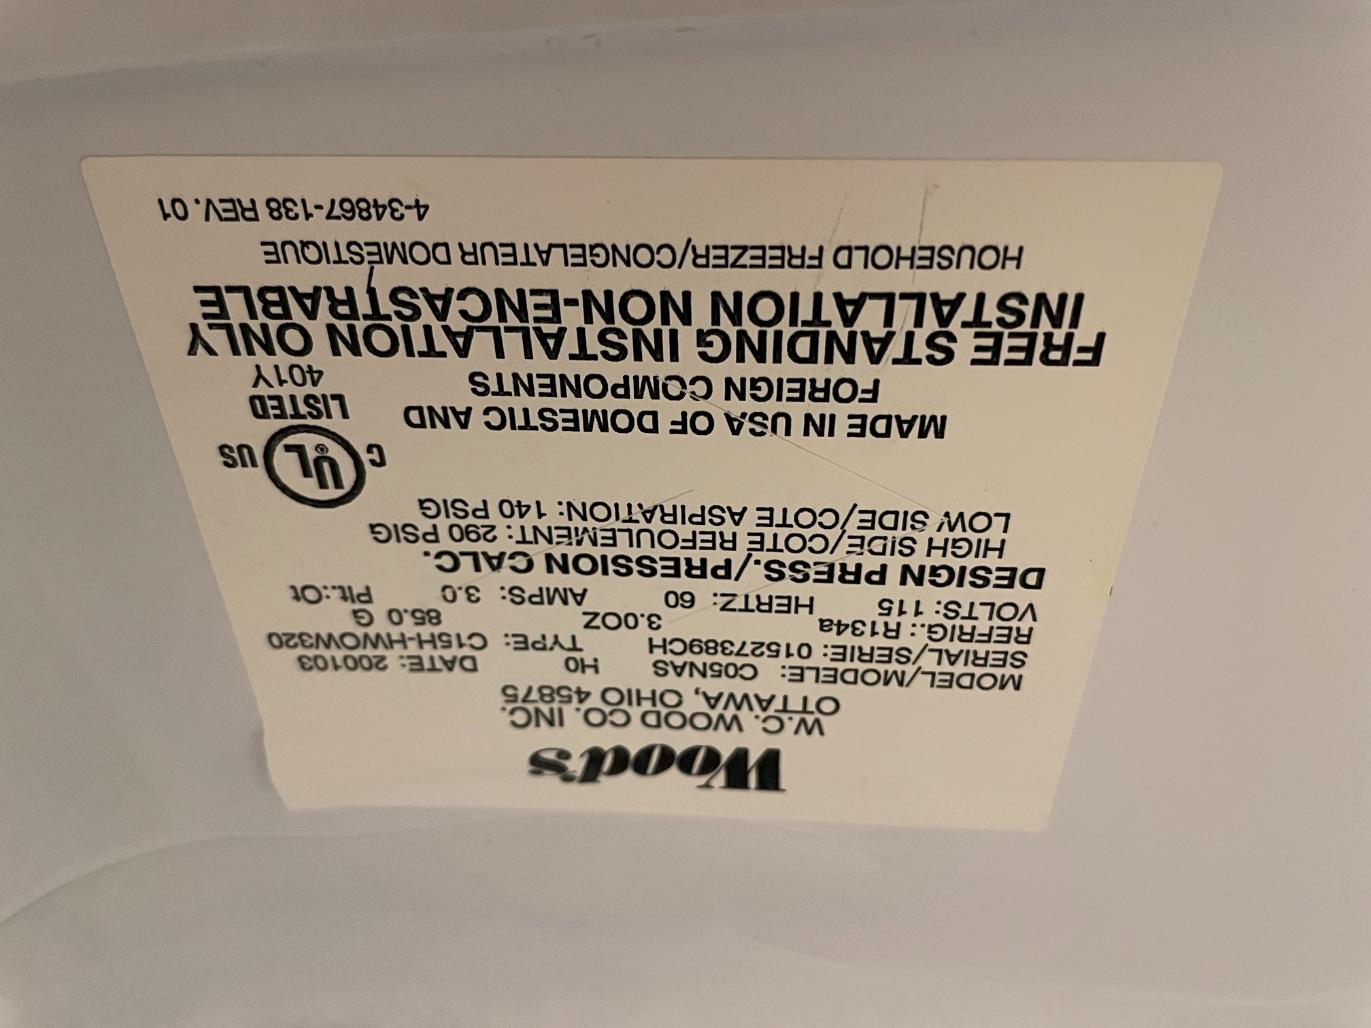 Wood's
W.C. WOOD CO. INC.
OTTAWA, OHIO 45875
MODEL/MODELE: C05NAS H0 DATE: 200103
SERIAL/SERIE: 01527389CH TYPE: C15H-HWOW320
REFRIG.: R134a 3.0OZ 85.0 G
VOLTS: 115 HERTZ: 60 AMPS: 3.0 Plt.:Ot
DESIGN PRESS./PRESSION CALC.
HIGH SIDE/COTE REFOULEMENT: 290 PSIG
LOW SIDE/COTE ASPIRATION: 140 PSIG
C UL® US
LISTED
401Y
MADE IN USA OF DOMESTIC AND
FOREIGN COMPONENTS
FREE STANDING INSTALLATION ONLY
INSTALLATION NON-ENCASTRABLE
HOUSEHOLD FREEZER/CONGELATEUR DOMESTIQUE
4-34867-138 REV. 01